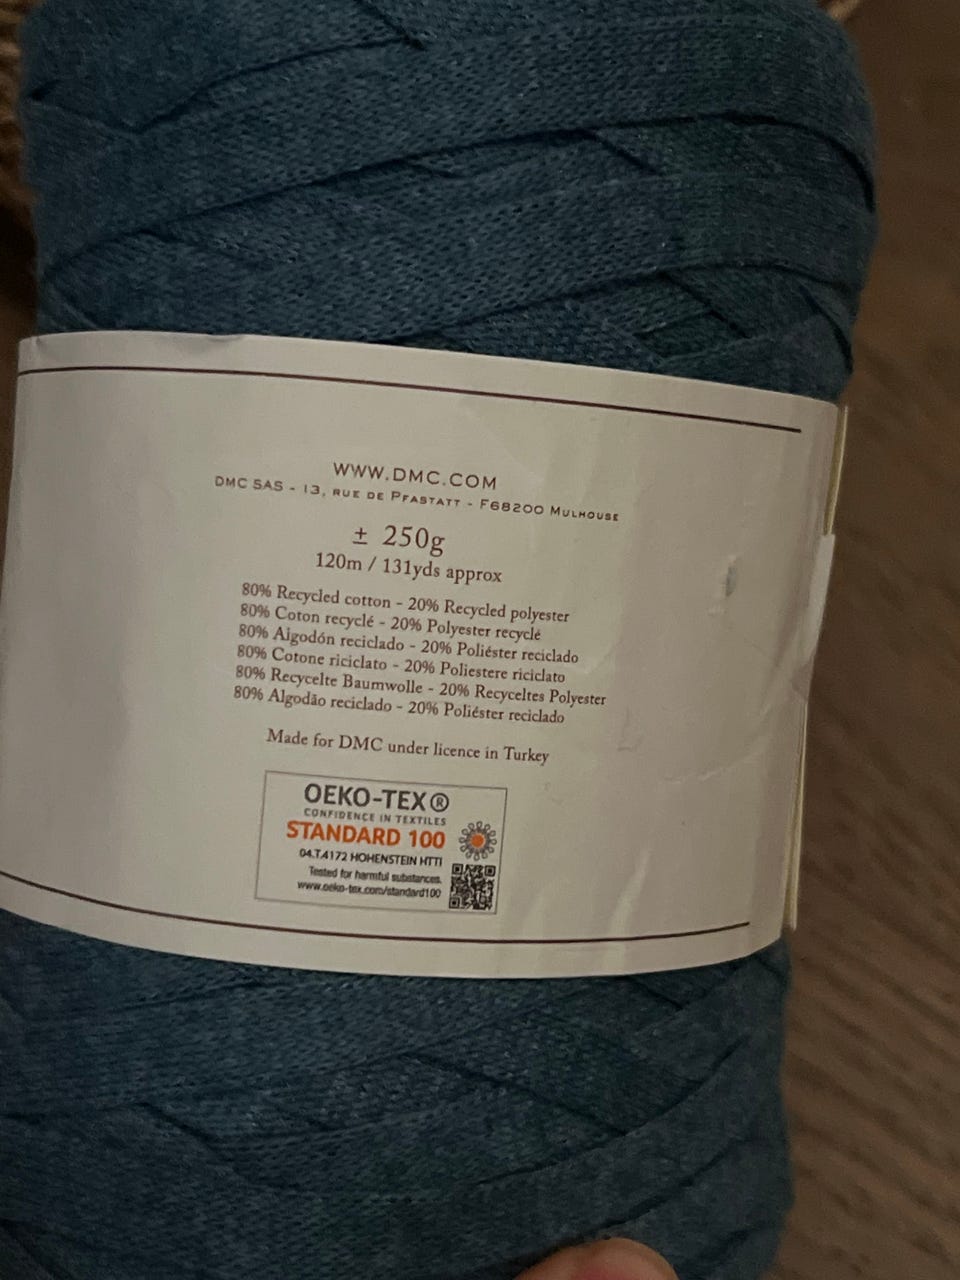 WWW.DMC.COM
DMC SAS - 13, RUE DE PFASTATT - F68200 MULHOUSE
± 250g
120m / 131yds approx
80% Recycled cotton - 20% Recycled polyester
80% Coton recyclé - 20% Polyester recyclé
80% Algodón reciclado - 20% Poliéster reciclado
80% Cotone riciclato - 20% Poliestere riciclato
80% Recycelte Baumwolle - 20% Recyceltes Polyester
80% Algodão reciclado - 20% Poliéster reciclado
Made for DMC under licence in Turkey
OEKO-TEX®
CONFIDENCE IN TEXTILES
STANDARD 100
04.T.4172 HOHENSTEIN HTTI
Tested for harmful substances.
www.oeko-tex.com/standard100